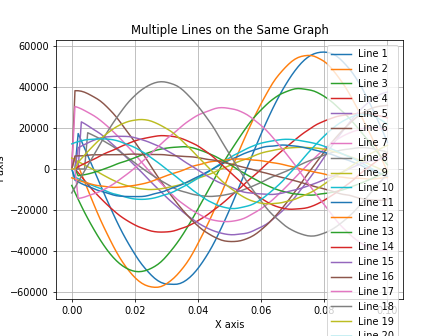 Multiple Lines on the Same Graph
60000
40000
20000
0
−20000
−40000
−60000
0.00
0.02
0.04
0.06
X axis
Line 1
Line 2
Line 3
Line 4
Line 5
Line 6
Line 7
Line 8
Line 9
Line 10
Line 11
Line 12
Line 13
Line 14
Line 15
Line 16
Line 17
Line 18
Line 19
Line 20